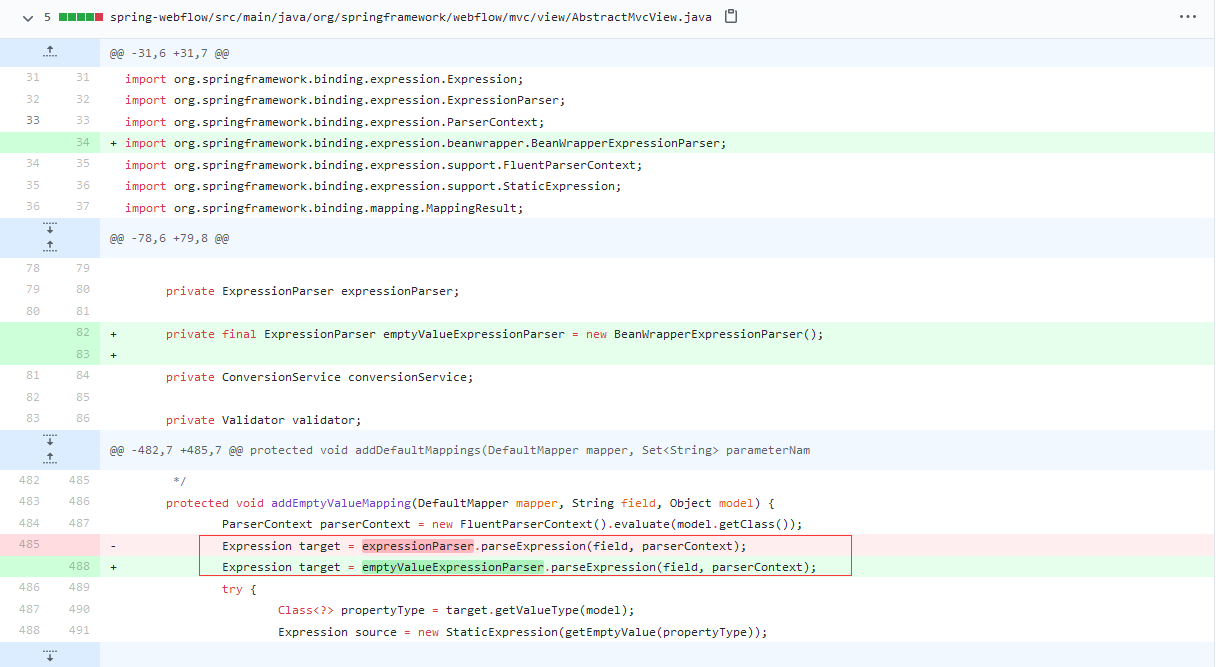 5 spring-webflow/src/main/java/org/springframework/webflow/mvc/view/AbstractMvcView.java
@@ -31,6 +31,7 @@
31 31 import org.springframework.binding.expression.Expression;
32 32 import org.springframework.binding.expression.ExpressionParser;
33 33 import org.springframework.binding.expression.ParserContext;
34 + import org.springframework.binding.expression.beanwrapper.BeanWrapperExpressionParser;
34 35 import org.springframework.binding.expression.support.FluentParserContext;
35 36 import org.springframework.binding.expression.support.StaticExpression;
36 37 import org.springframework.binding.mapping.MappingResult;
@@ -78,6 +79,8 @@
78 79
79 80 private ExpressionParser expressionParser;
80 81
82 + private final ExpressionParser emptyValueExpressionParser = new BeanWrapperExpressionParser();
83 +
81 84 private ConversionService conversionService;
82 85
83 86 private Validator validator;
@@ -482,7 +485,7 @@ protected void addDefaultMappings(DefaultMapper mapper, Set<String> parameterNam
482 485 */
483 486 protected void addEmptyValueMapping(DefaultMapper mapper, String field, Object model) {
484 487 ParserContext parserContext = new FluentParserContext().evaluate(model.getClass());
485 - Expression target = expressionParser.parseExpression(field, parserContext);
488 + Expression target = emptyValueExpressionParser.parseExpression(field, parserContext);
486 489 try {
487 490 Class<?> propertyType = target.getValueType(model);
488 491 Expression source = new StaticExpression(getEmptyValue(propertyType));